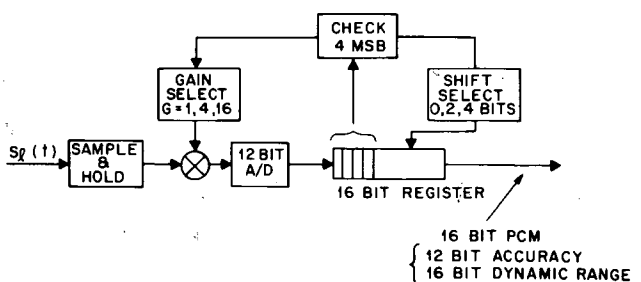 CHECK
4 MSB
GAIN
SELECT
G = 1, 4, 16
SHIFT
SELECT
0, 2, 4 BITS
Sℓ (t)
SAMPLE
&
HOLD
12 BIT
A/D
16 BIT REGISTER
16 BIT PCM
12 BIT ACCURACY
16 BIT DYNAMIC RANGE